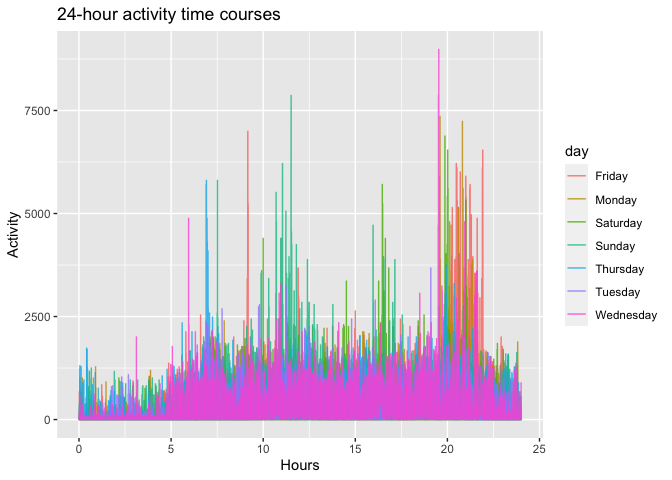 24-hour activity time courses
7500
5000
2500
0
Activity
0 5 10 15 20 25
Hours
day
Friday
Monday
Saturday
Sunday
Thursday
Tuesday
Wednesday